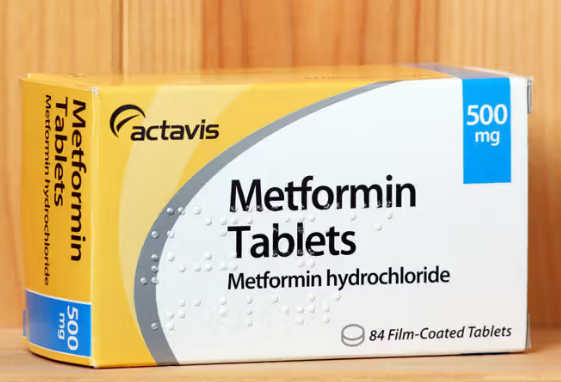 Metformin
Tablets
Metformin hydrochloride
500
mg
actavis
500
mg
Metformin
Tablets
Metformin hydrochloride
84 Film-Coated Tablets